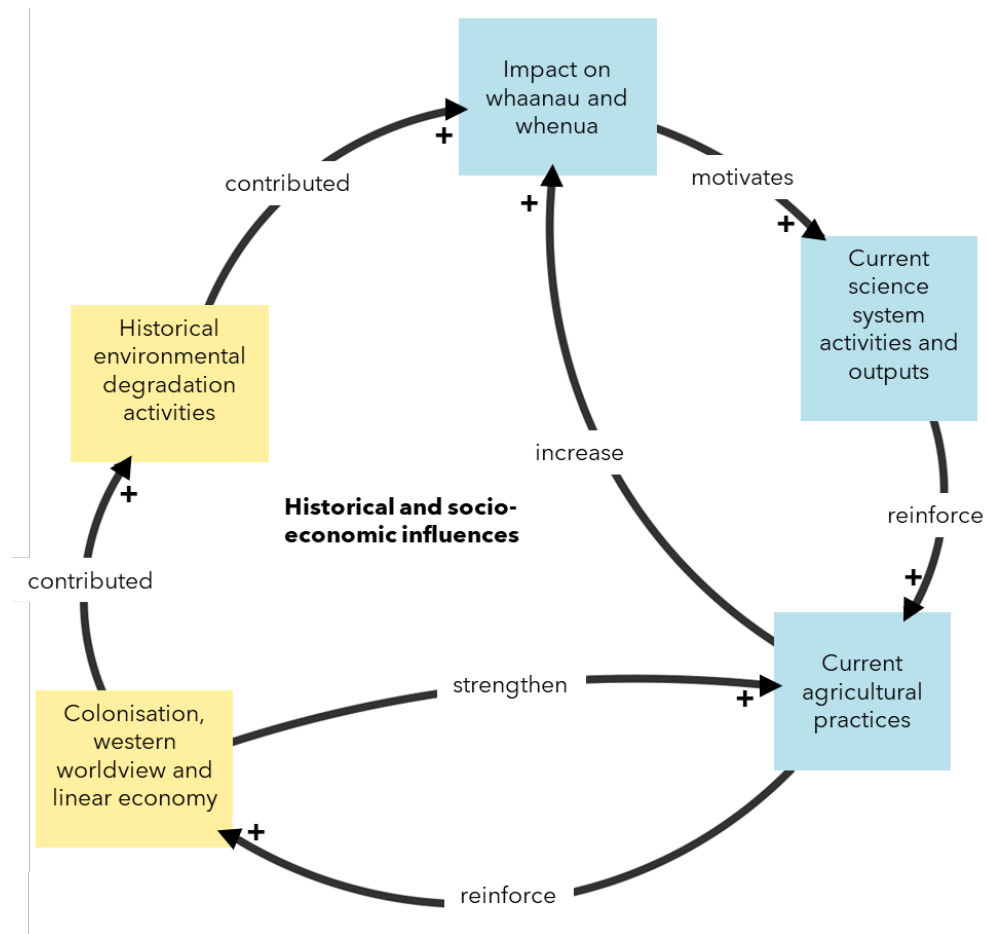 Impact on
whaanau and
whenua
contributed
+
motivates
+
+
Current
science
system
activities and
outputs
Historical
environmental
degradation
activities
increase
+
Historical and socio-
economic influences
reinforce
+
contributed
Current
agricultural
practices
strengthen
+
Colonisation,
western
worldview and
linear economy
+
reinforce